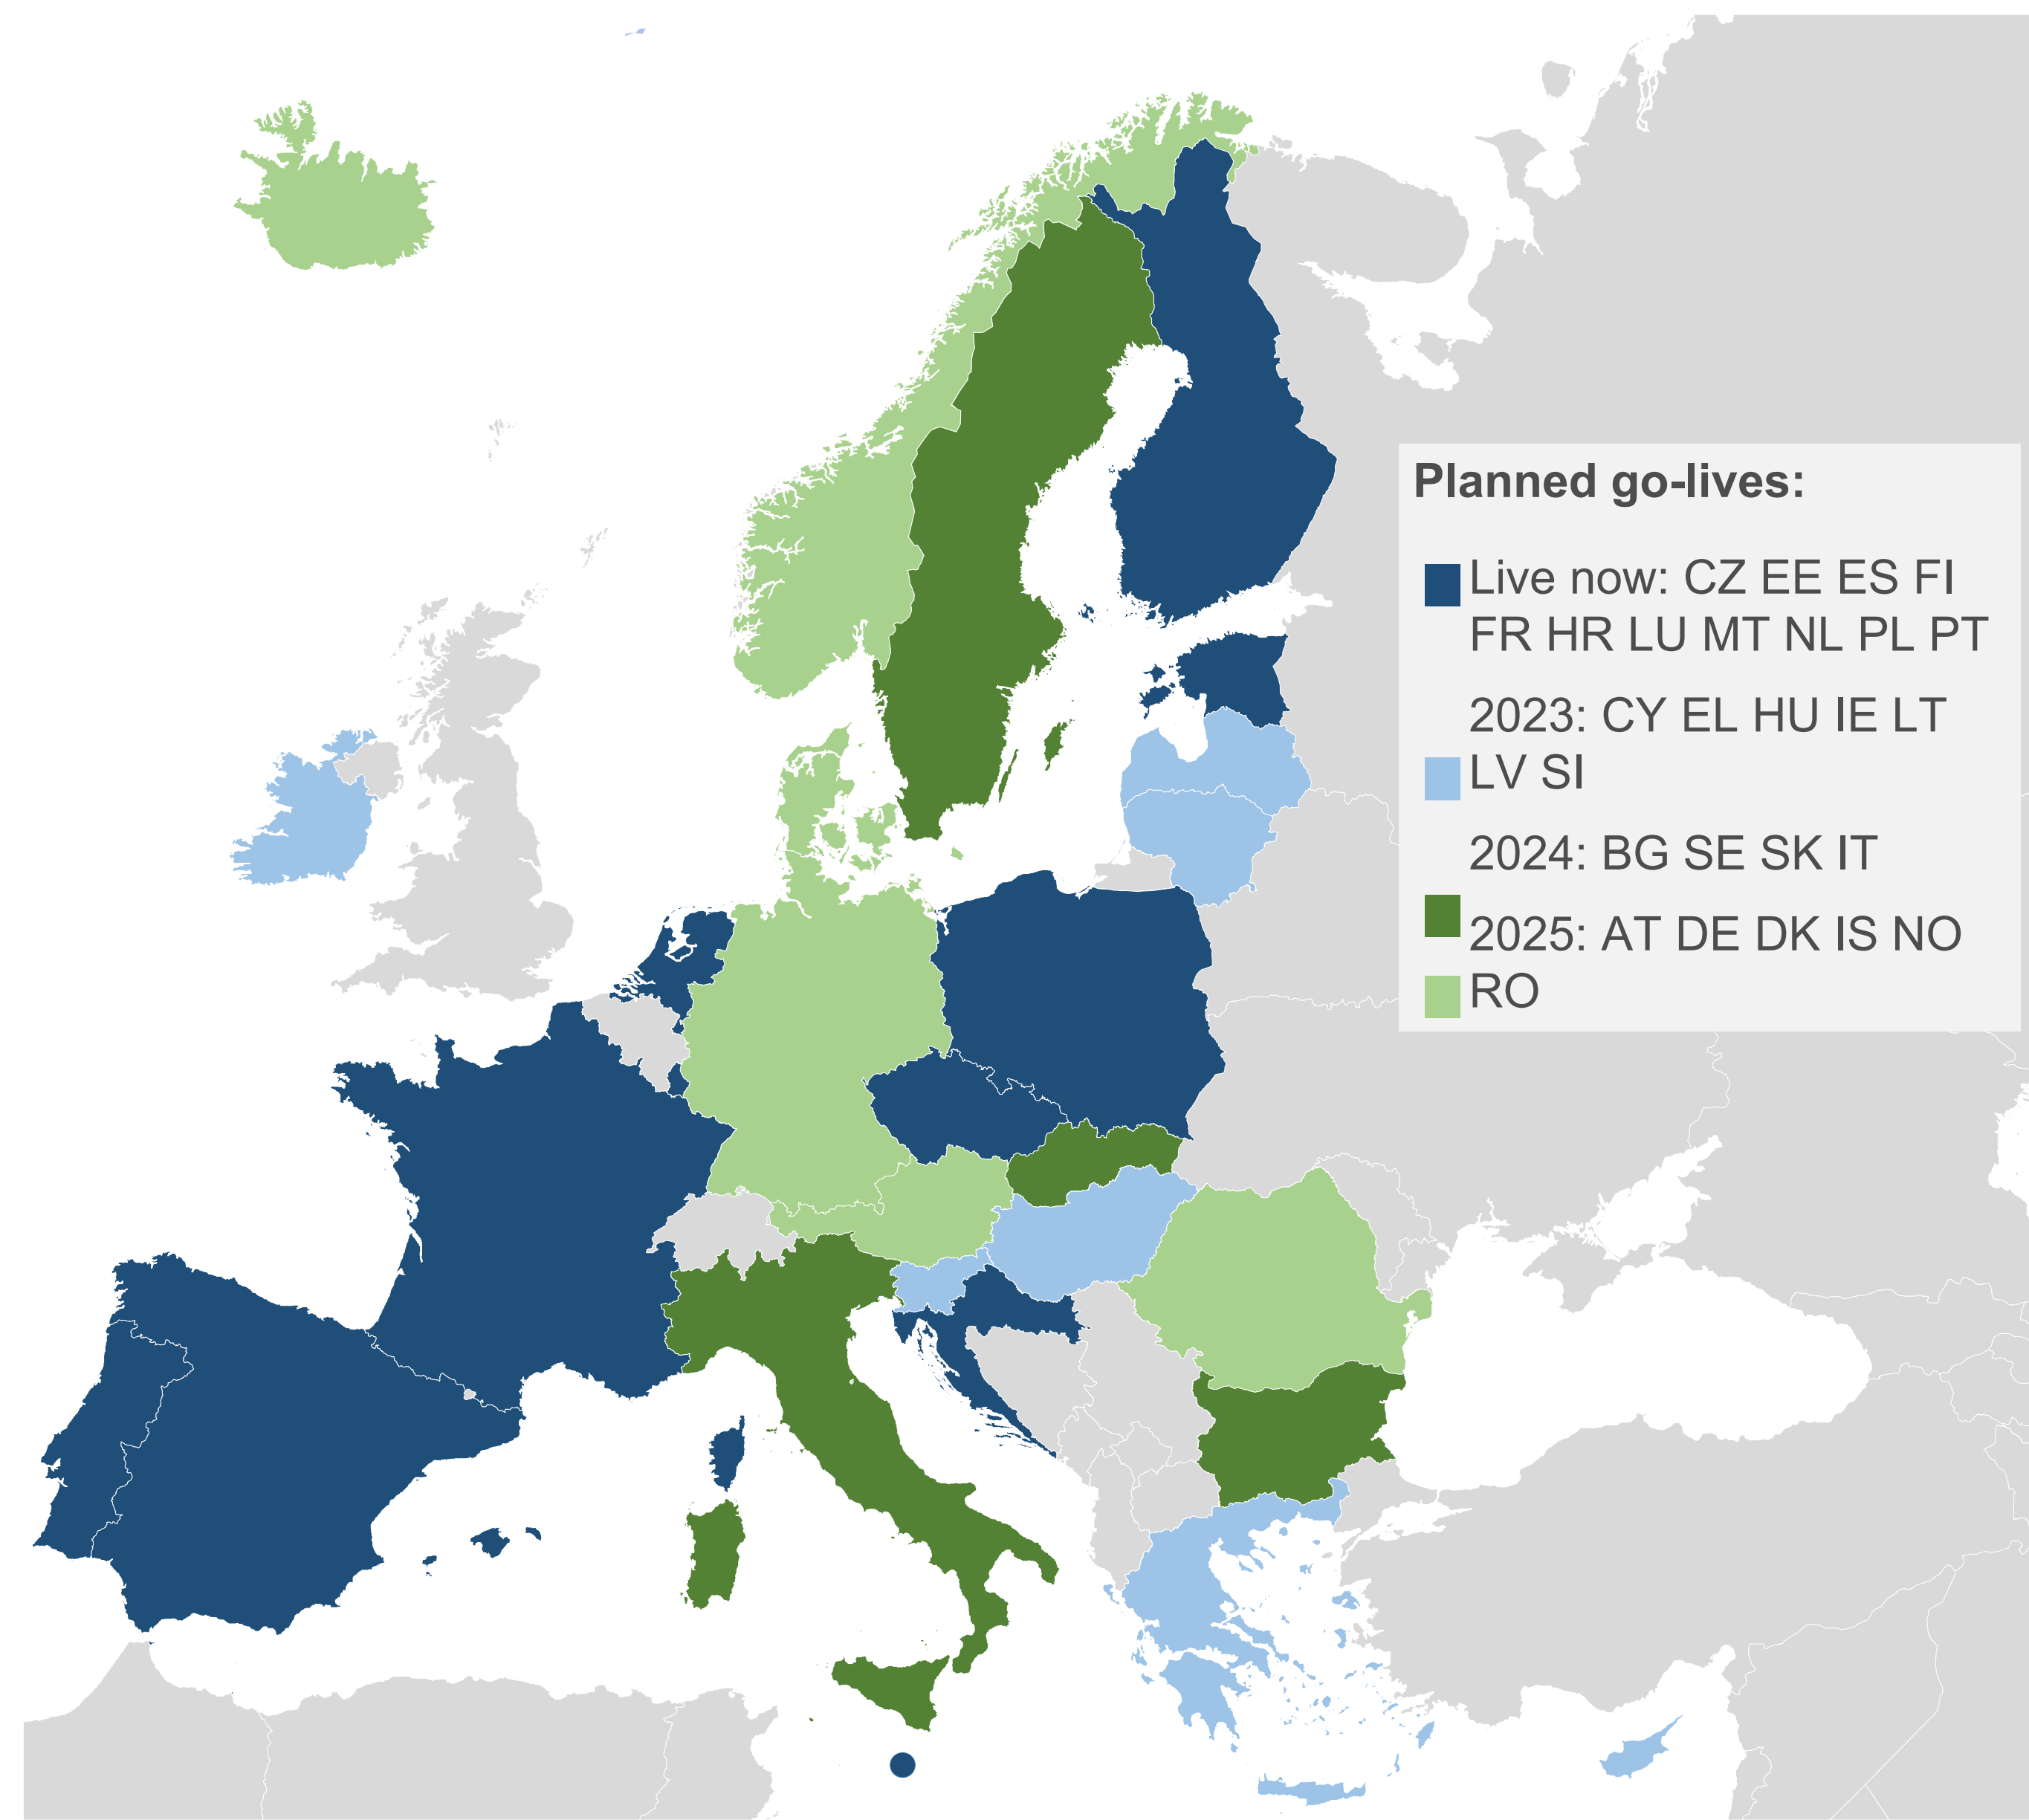 Planned go-lives:
Live now: CZ EE ES FI
FR HR LU MT NL PL PT
2023: CY EL HU IE LT
LV SI
2024: BG SE SK IT
2025: AT DE DK IS NO
RO